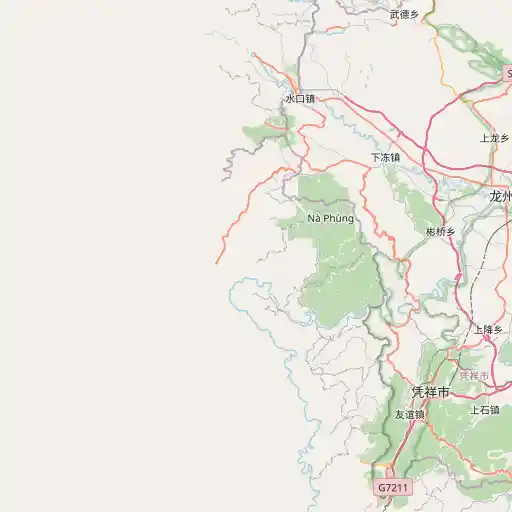 武德乡
S
水口镇
上龙乡
下冻镇
龙州
Nà Phùng
彬桥乡
上降乡
凭祥市
凭祥市
友谊镇
上石镇
G7211